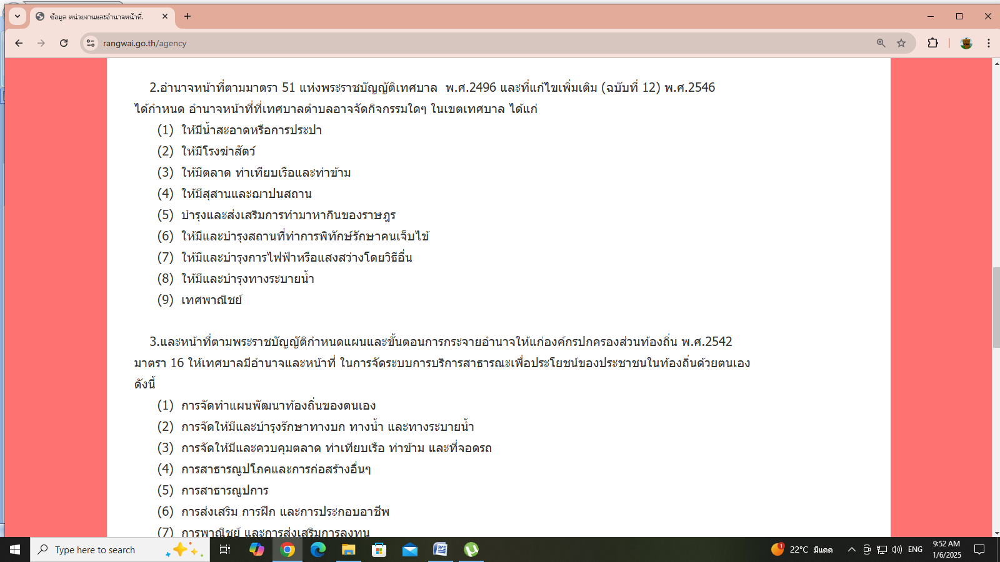 ข้อมูล หน่วยงานและอำนาจหน้าที่.
rangwai.go.th/agency
2.อำนาจหน้าที่ตามมาตรา 51 แห่งพระราชบัญญัติเทศบาล  พ.ศ.2496 และที่แก้ไขเพิ่มเติม (ฉบับที่ 12) พ.ศ.2546
ได้กำหนด อำนาจหน้าที่ที่เทศบาลตำบลอาจจัดกิจกรรมใดๆ ในเขตเทศบาล ได้แก่
(1)  ให้มีน้ำสะอาดหรือการประปา
(2)  ให้มีโรงฆ่าสัตว์
(3)  ให้มีตลาด ท่าเทียบเรือและท่าข้าม
(4)  ให้มีสุสานและฌาปนสถาน
(5)  บำรุงและส่งเสริมการทำมาหากินของราษฎร
(6)  ให้มีและบำรุงสถานที่ทำการพิทักษ์รักษาคนเจ็บไข้
(7)  ให้มีและบำรุงการไฟฟ้าหรือแสงสว่างโดยวิธีอื่น
(8)  ให้มีและบำรุงทางระบายน้ำ
(9)  เทศพาณิชย์
3.และหน้าที่ตามพระราชบัญญัติกำหนดแผนและขั้นตอนการกระจายอำนาจให้แก่องค์กรปกครองส่วนท้องถิ่น พ.ศ.2542
มาตรา 16 ให้เทศบาลมีอำนาจและหน้าที่ ในการจัดระบบการบริการสาธารณะเพื่อประโยชน์ของประชาชนในท้องถิ่นด้วยตนเอง
ดังนี้
(1)  การจัดทำแผนพัฒนาท้องถิ่นของตนเอง
(2)  การจัดให้มีและบำรุงรักษาทางบก ทางน้ำ และทางระบายน้ำ
(3)  การจัดให้มีและควบคุมตลาด ท่าเทียบเรือ ท่าข้าม และที่จอดรถ
(4)  การสาธารณูปโภคและการก่อสร้างอื่นๆ
(5)  การสาธารณูปการ
(6)  การส่งเสริม การฝึก และการประกอบอาชีพ
(7)  การพาณิชย์ และการส่งเสริมการลงทุน
Type here to search
1
22°C มีแดด
ENG
9:52 AM
1/6/2025